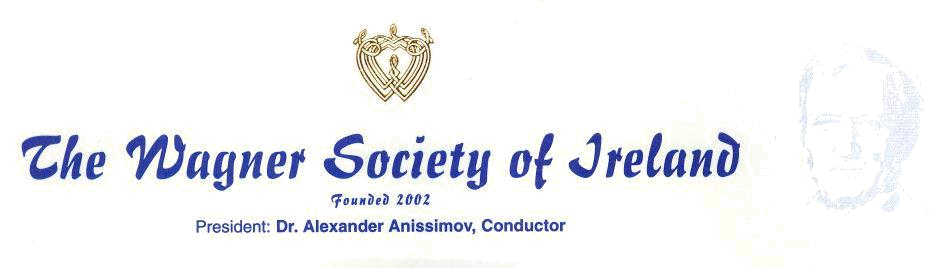 The Wagner Society of Ireland
Founded 2002
President: Dr. Alexander Anissimov, Conductor